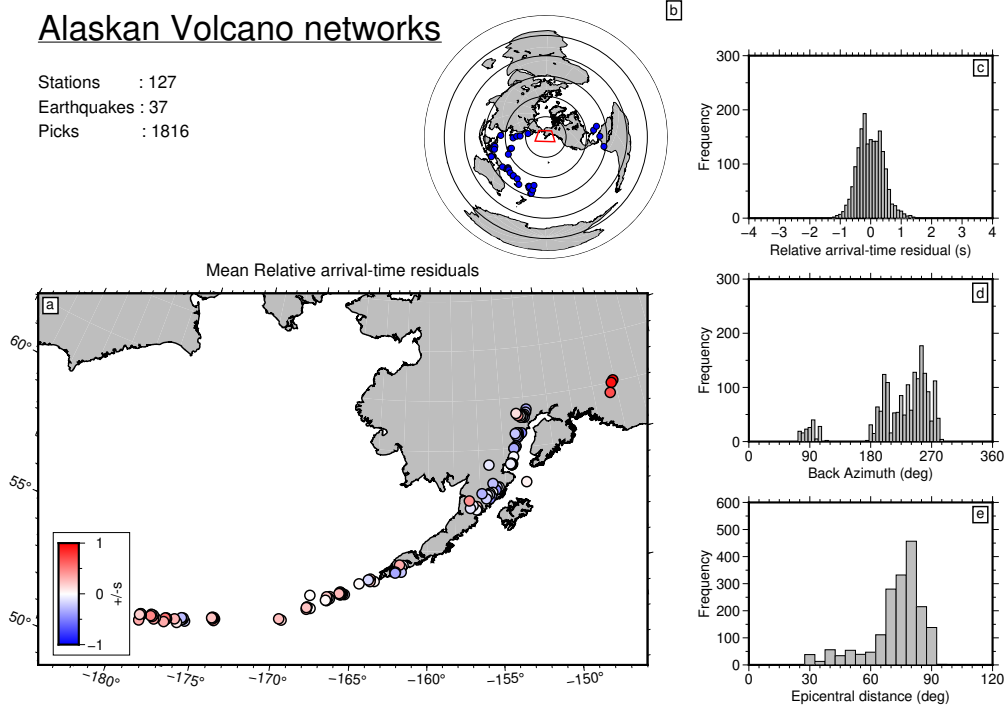 Alaskan Volcano networks
Stations : 127
Earthquakes : 37
Picks : 1816
b
c
300
200
100
0
Frequency
−4 −3 −2 −1 0 1 2 3 4
Relative arrival-time residual (s)
Mean Relative arrival-time residuals
a
60°
55°
50°
−180° −175° −170° −165° −160° −155° −150°
1
0
−1
+/-s
d
300
200
100
0
Frequency
0 90 180 270 360
Back Azimuth (deg)
e
600
500
400
300
200
100
0
Frequency
0 30 60 90 120
Epicentral distance (deg)